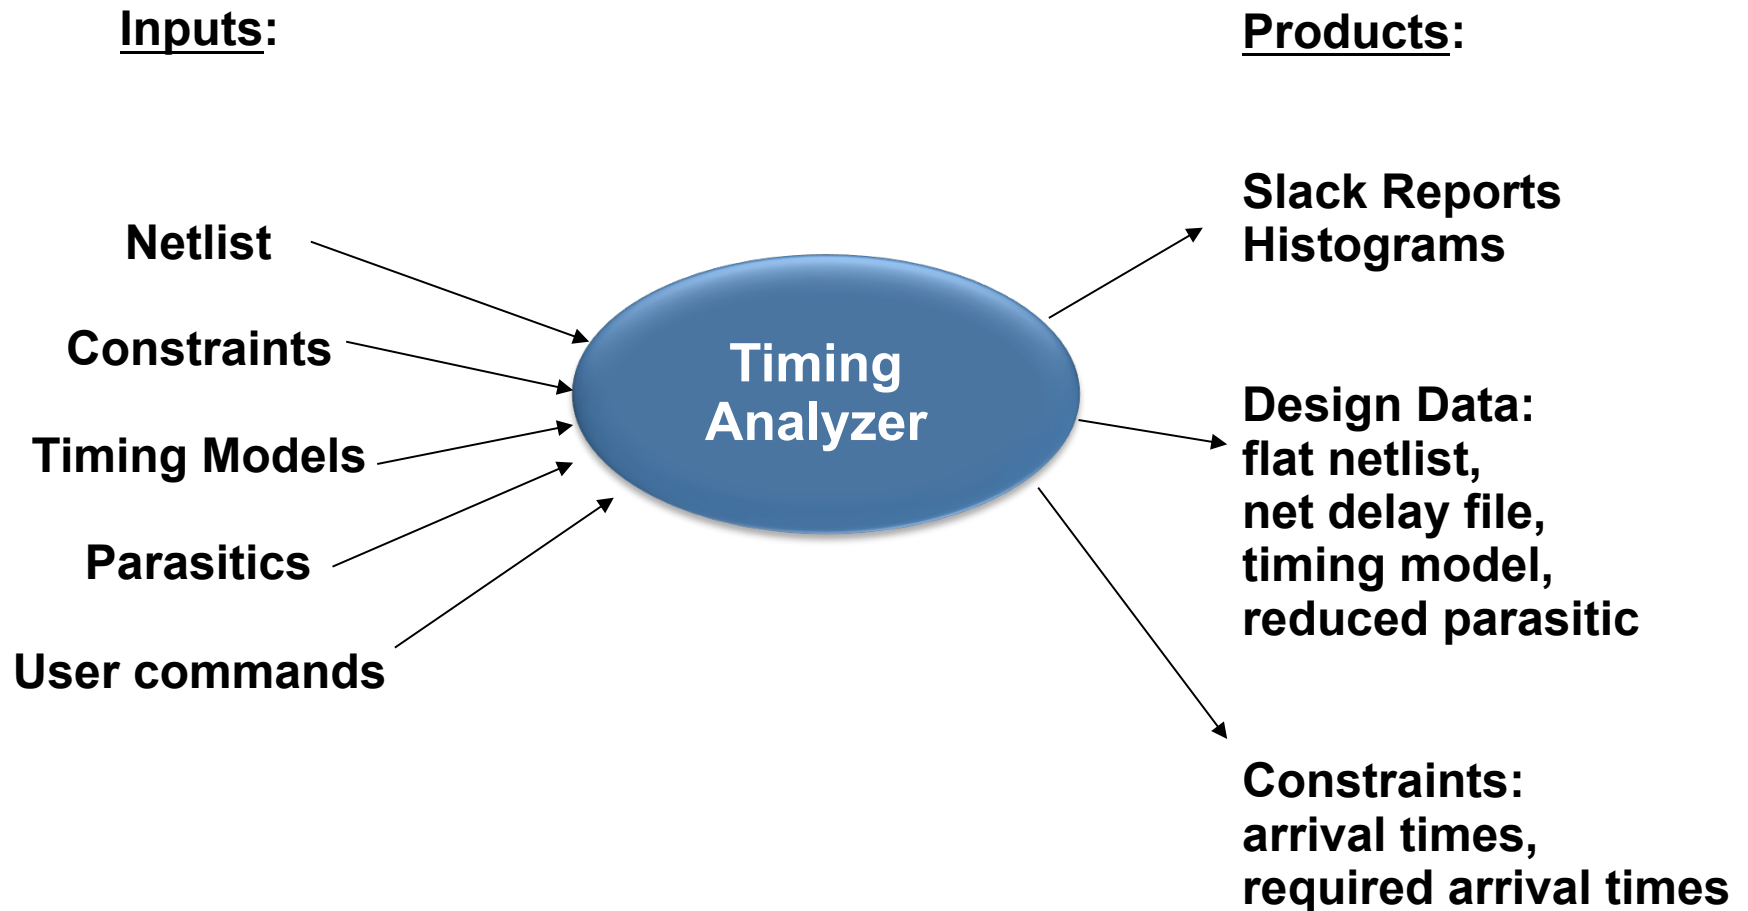 Inputs:
Netlist
Constraints
Timing Models
Parasitics
User commands
Timing
Analyzer
Products:
Slack Reports
Histograms
Design Data:
flat netlist,
net delay file,
timing model,
reduced parasitic
Constraints:
arrival times,
required arrival times